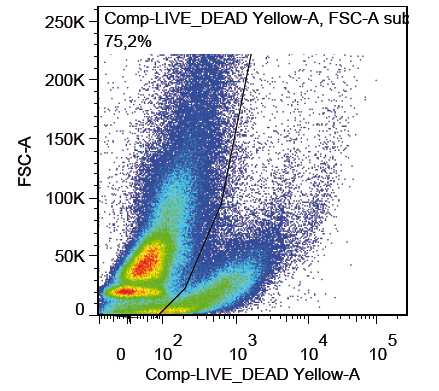 Comp-LIVE_DEAD Yellow-A, FSC-A sub
75,2%
250K
200K
150K
100K
50K
0
FSC-A
0 10^2 10^3 10^4 10^5
Comp-LIVE_DEAD Yellow-A